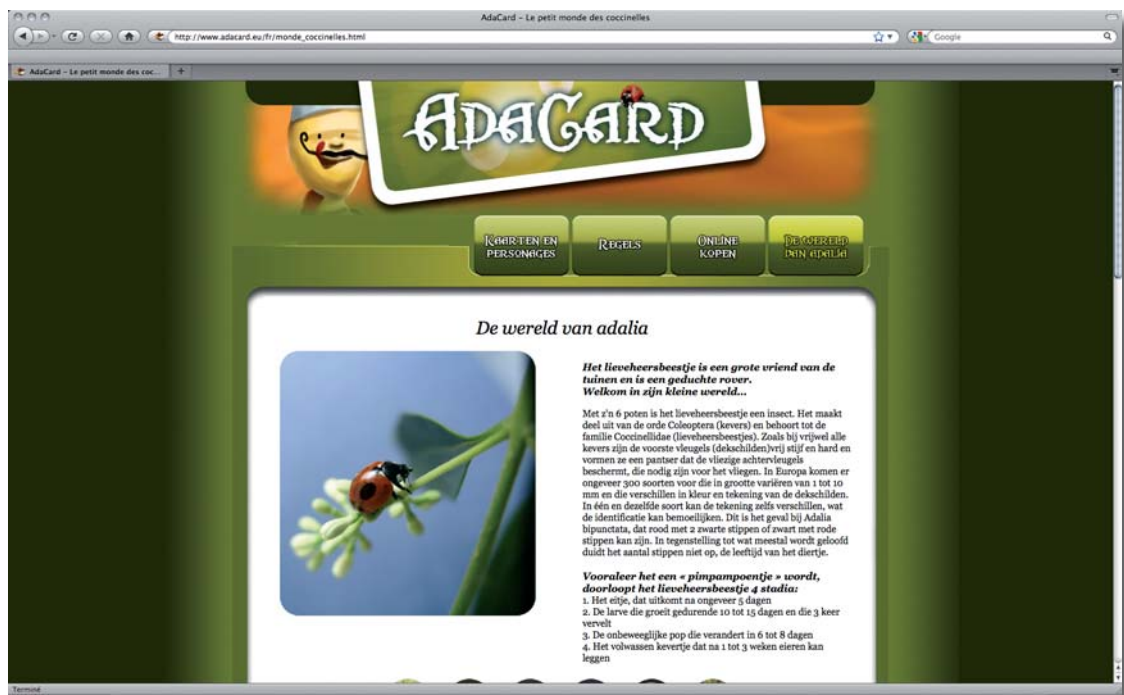 AdaCard – Le petit monde des coccinelles
http://www.adacard.eu/fr/monde_coccinelles.html
Google
AdaCard – Le petit monde des coc...
ADACARD
KAARTEN EN
PERSONAGES
REGELS
ONLINE
KOPEN
DE WERELD
VAN ADALIA
De wereld van adalia
Het lieveheersbeestje is een grote vriend van de
tuinen en is een geduchte rover.
Welkom in zijn kleine wereld...
Met z'n 6 poten is het lieveheersbeestje een insect. Het maakt
deel uit van de orde Coleoptera (kevers) en behoort tot de
familie Coccinellidae (lieveheersbeestjes). Zoals bij vrijwel alle
kevers zijn de voorste vleugels (dekschilden)vrij stijf en hard en
vormen ze een pantser dat de vliezige achtervleugels
beschermt, die nodig zijn voor het vliegen. In Europa komen er
ongeveer 300 soorten voor die in grootte variëren van 1 tot 10
mm en die verschillen in kleur en tekening van de dekschilden.
In één en dezelfde soort kan de tekening zelfs verschillen, wat
de identificatie kan bemoeilijken. Dit is het geval bij Adalia
bipunctata, dat rood met 2 zwarte stippen of zwart met rode
stippen kan zijn. In tegenstelling tot wat meestal wordt geloofd
duidt het aantal stippen niet op, de leeftijd van het diertje.
Vooraleer het een « pimpampoentje » wordt,
doorloopt het lieveheersbeestje 4 stadia:
1. Het eitje, dat uitkomt na ongeveer 5 dagen
2. De larve die groeit gedurende 10 tot 15 dagen en die 3 keer
vervelt
3. De onbeweeglijke pop die verandert in 6 tot 8 dagen
4. Het volwassen kevertje dat na 1 tot 3 weken eieren kan
leggen
Terminé